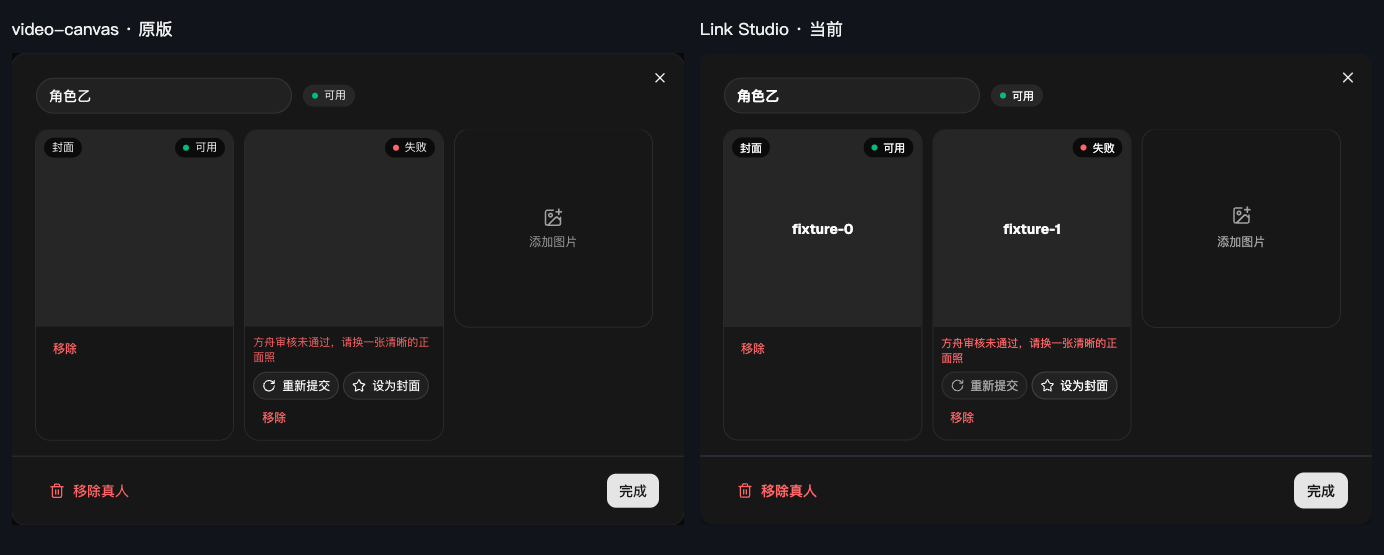 video-canvas · 原版
角色乙
可用
封面
可用
失败
添加图片
移除
方舟审核未通过，请换一张清晰的正
面照
重新提交
设为封面
移除
移除真人
完成
Link Studio · 当前
角色乙
可用
封面
可用
失败
fixture-0
fixture-1
添加图片
移除
方舟审核未通过，请换一张清晰的正
面照
重新提交
设为封面
移除
移除真人
完成